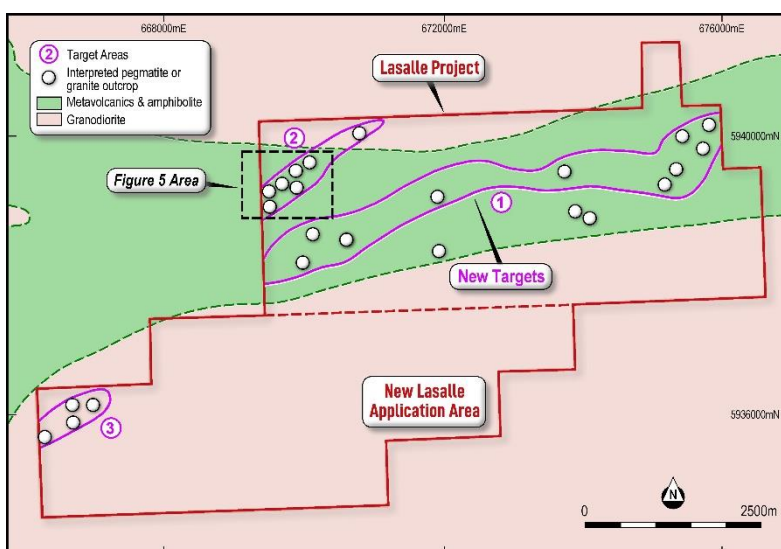 668000mE
672000mE
676000mE
2 Target Areas
Interpreted pegmatite or
granite outcrop
Metavolcanics & amphibolite
Granodiorite
Lasalle Project
2
5940000mN
Figure 5 Area
1
New Targets
New Lasalle
Application Area
5936000mN
3
N
0
2500m